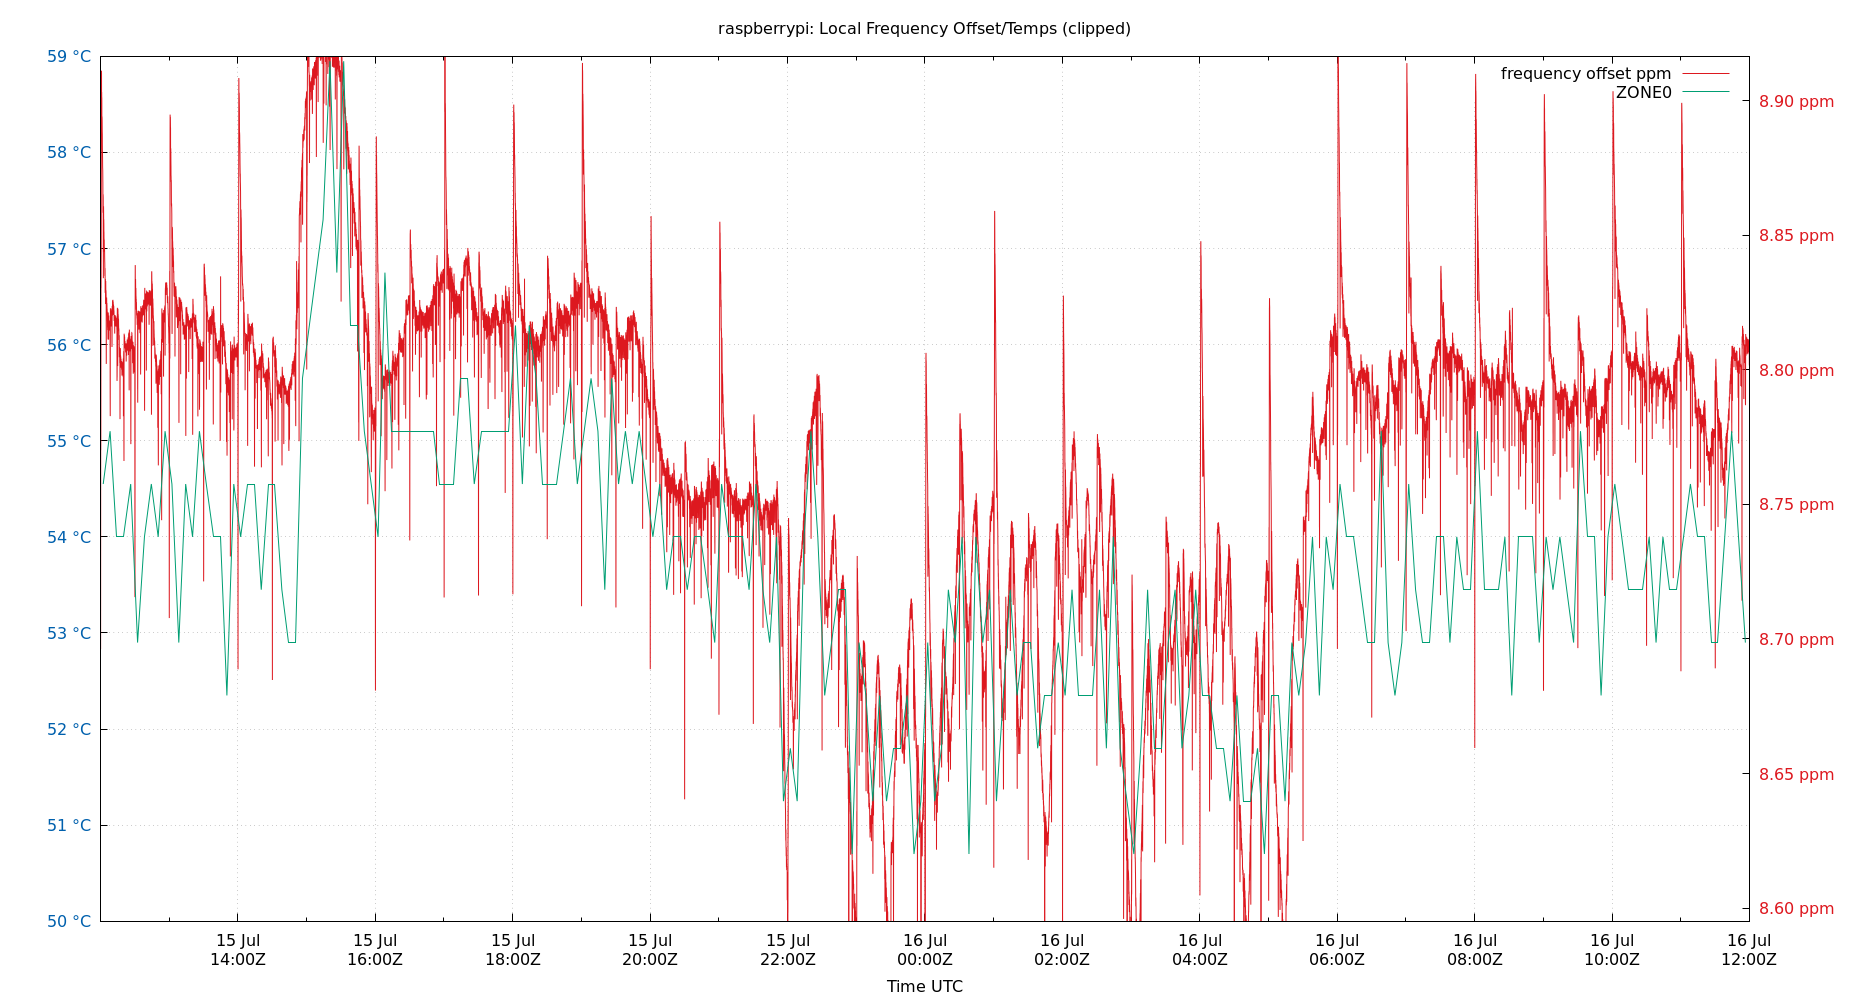 raspberrypi: Local Frequency Offset/Temps (clipped)
frequency offset ppm
ZONE0
59 °C
58 °C
57 °C
56 °C
55 °C
54 °C
53 °C
52 °C
51 °C
50 °C
8.90 ppm
8.85 ppm
8.80 ppm
8.75 ppm
8.70 ppm
8.65 ppm
8.60 ppm
15 Jul
14:00Z
15 Jul
16:00Z
15 Jul
18:00Z
15 Jul
20:00Z
15 Jul
22:00Z
16 Jul
00:00Z
16 Jul
02:00Z
16 Jul
04:00Z
16 Jul
06:00Z
16 Jul
08:00Z
16 Jul
10:00Z
16 Jul
12:00Z
Time UTC